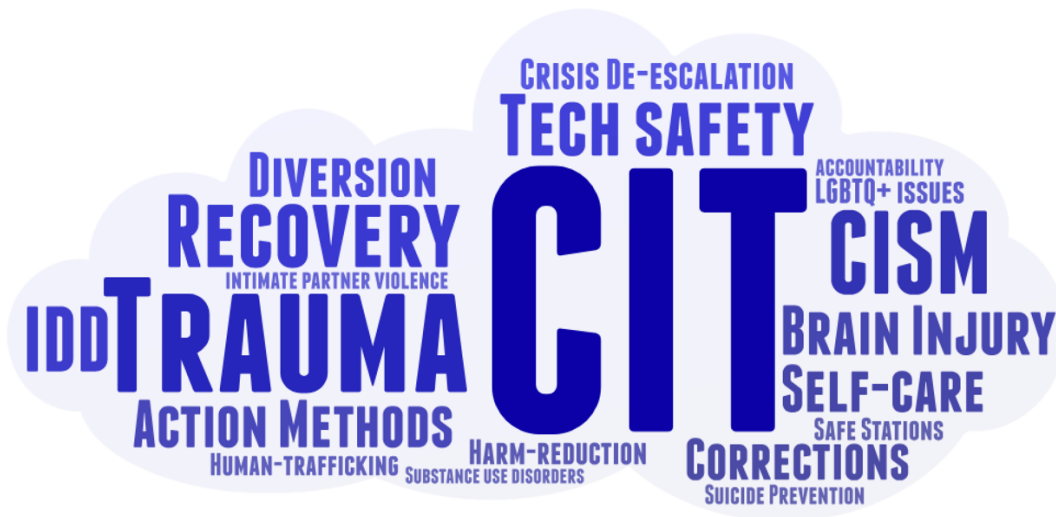 Crisis De-escalation
Tech safety
Diversion
accountability
LGBTQ+ issues
Recovery
CIT
CISM
intimate partner violence
IDD
Trauma
Brain Injury
Self-care
Action Methods
Safe Stations
Harm-reduction
Corrections
Human-trafficking
Substance use disorders
Suicide Prevention